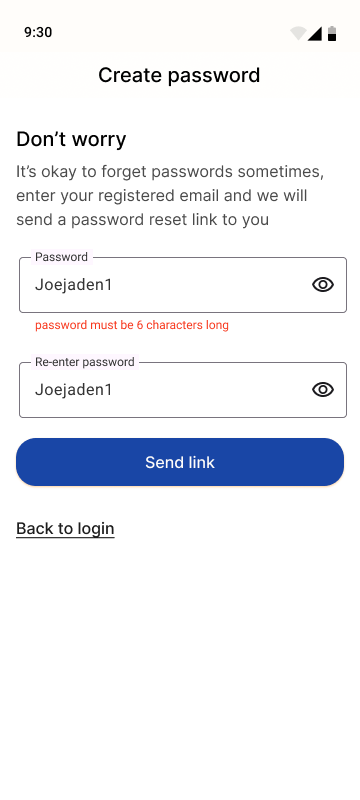 9:30
Create password
Don’t worry
It’s okay to forget passwords sometimes,
enter your registered email and we will
send a password reset link to you
Password
Joejaden1
password must be 6 characters long
Re-enter password
Joejaden1
Send link
Back to login